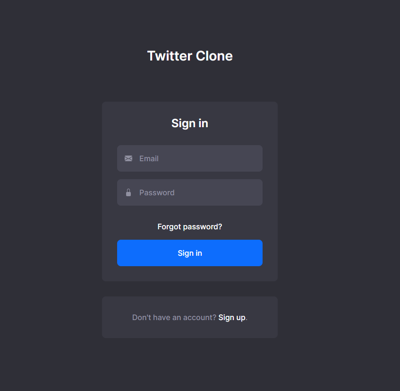 Twitter Clone
Sign in
Email
Password
Forgot password?
Sign in
Don't have an account? Sign up.